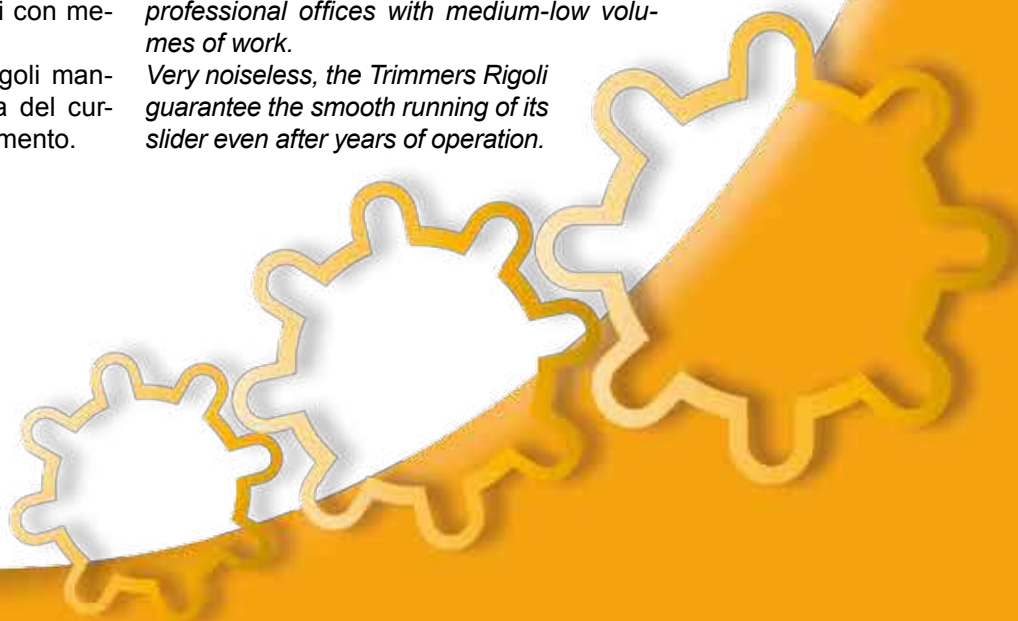 i con me-
goli man-
a del cur-
mento.
professional offices with medium-low volu-
mes of work.
Very noiseless, the Trimmers Rigoli
guarantee the smooth running of its
slider even after years of operation.